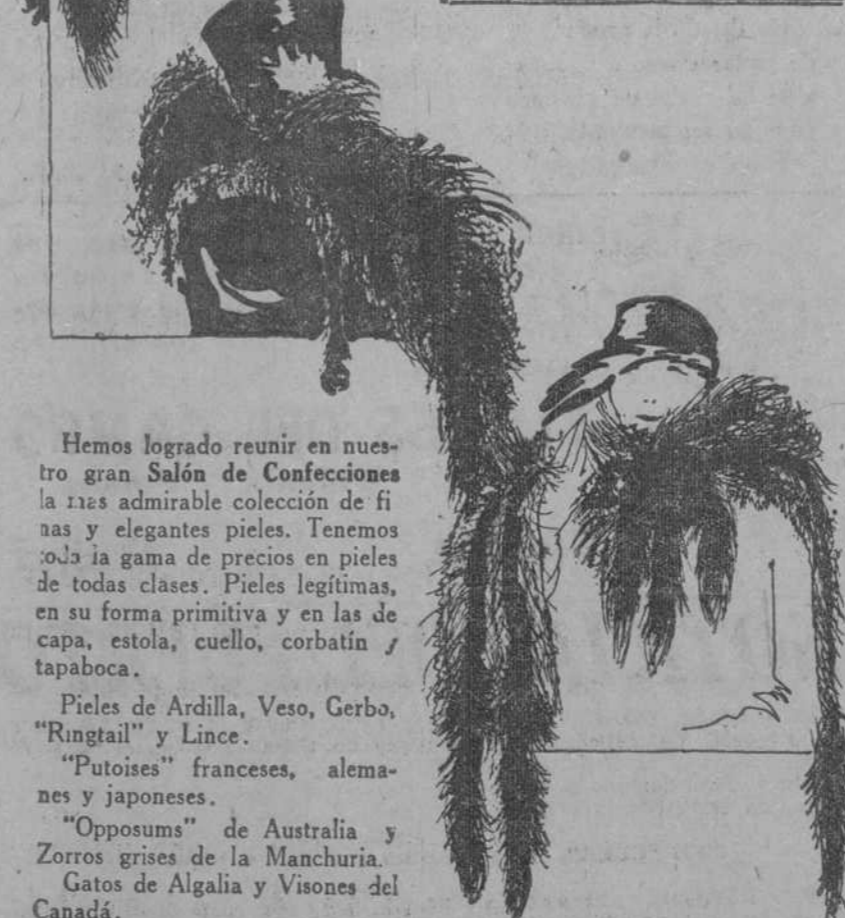 Hemos logrado reunir en nues-
tro gran Salón de Confecciones
la mas admirable colección de fi
nas y elegantes pieles. Tenemos
toda la gama de precios en pieles
de todas clases. Pieles legítimas,
en su forma primitiva y en las de
capa, estola, cuello, corbatín y
tapaboca.
Pieles de Ardilla, Veso, Gerbo,
"Ringtail" y Lince.
"Putoises" franceses, alema-
nes y japoneses.
"Opposums" de Australia y
Zorros grises de la Manchuria.
Gatos de Algalia y Visones del
Canadá.